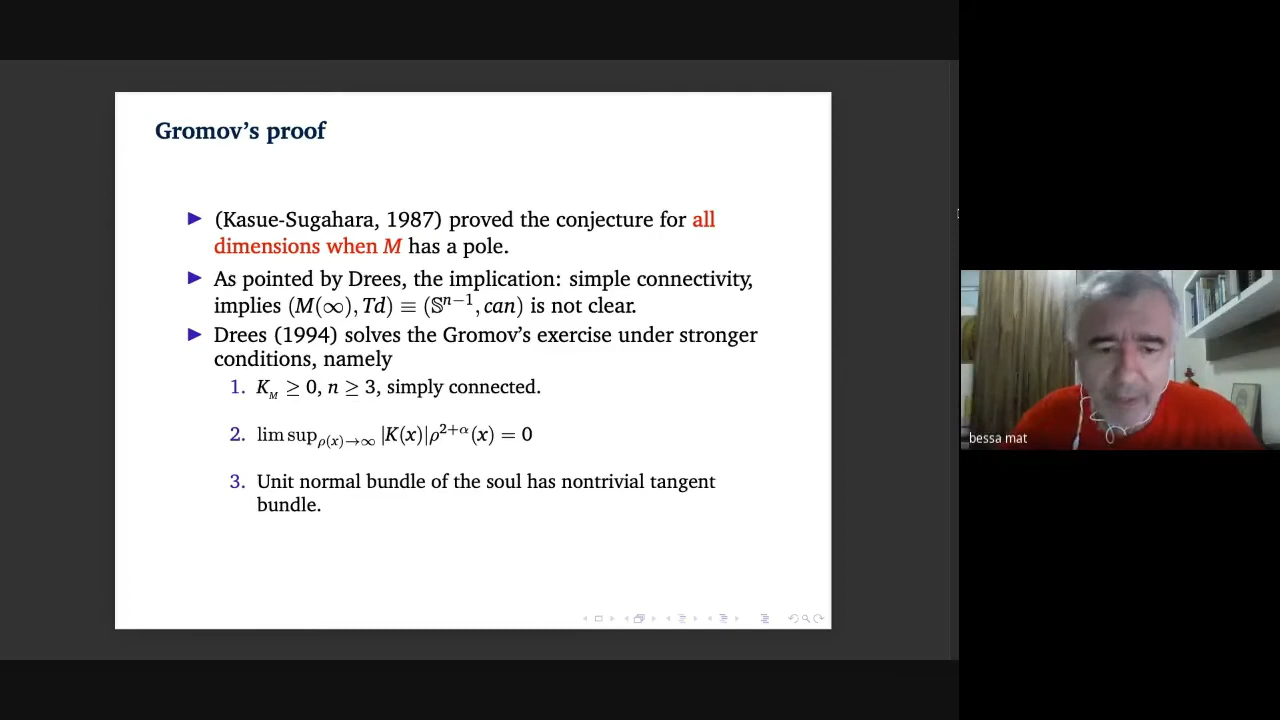 Gromov's proof
▶ (Kasue-Sugahara, 1987) proved the conjecture for all
dimensions when M has a pole.
▶ As pointed by Drees, the implication: simple connectivity,
implies (M(∞), Td) ≡ (𝕊ⁿ⁻¹, can) is not clear.
▶ Drees (1994) solves the Gromov's exercise under stronger
conditions, namely
1. K_M ≥ 0, n ≥ 3, simply connected.
2. lim sup_{ρ(x)→∞} |K(x)|ρ^{2+α}(x) = 0
3. Unit normal bundle of the soul has nontrivial tangent
bundle.
bessa mat